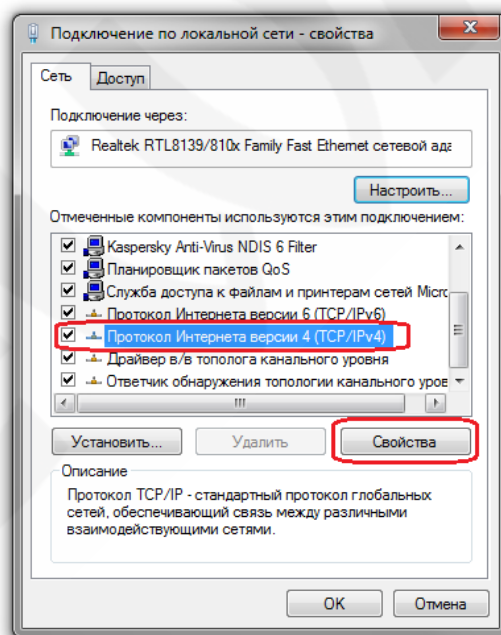 Подключение по локальной сети - свойства
Сеть
Доступ
Подключение через:
Realtek RTL8139/810x Family Fast Ethernet сетевой ада
Настроить...
Отмеченные компоненты используются этим подключением:
Kaspersky Anti-Virus NDIS 6 Filter
Планировщик пакетов QoS
Служба доступа к файлам и принтерам сетей Micro
Протокол Интернета версии 6 (TCP/IPv6)
Протокол Интернета версии 4 (TCP/IPv4)
Драйвер в/в тополога канального уровня
Ответчик обнаружения топологии канального уров
Установить...
Удалить
Свойства
Описание
Протокол TCP/IP - стандартный протокол глобальных
сетей, обеспечивающий связь между различными
взаимодействующими сетями.
OK
Отмена